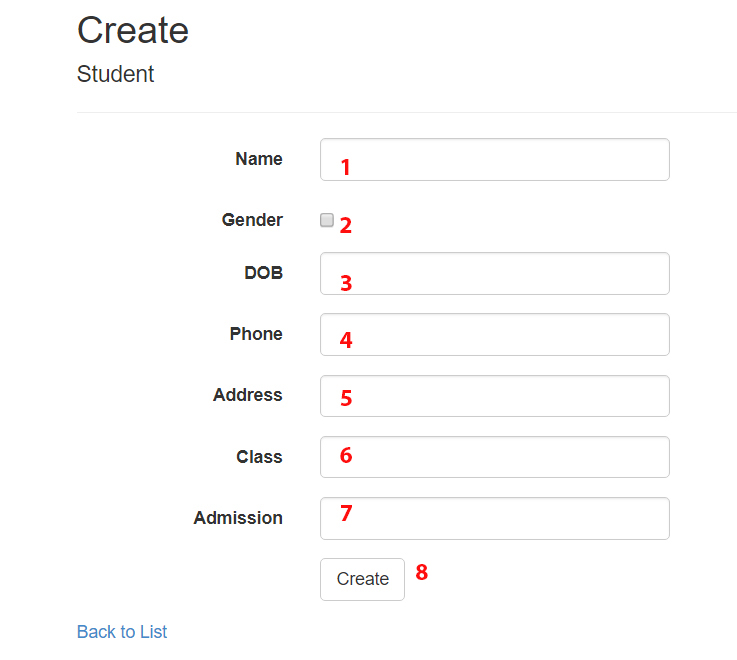 Create
Student
Name 1
Gender 2
DOB 3
Phone 4
Address 5
Class 6
Admission 7
Create 8
Back to List